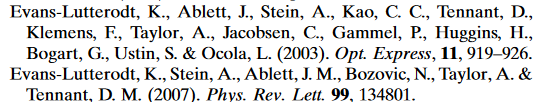 Evans-Lutterodt, K., Ablett, J., Stein, A., Kao, C. C., Tennant, D.,
Klemens, F., Taylor, A., Jacobsen, C., Gammel, P., Huggins, H.,
Bogart, G., Ustin, S. & Ocola, L. (2003). Opt. Express, 11, 919–926.
Evans-Lutterodt, K., Stein, A., Ablett, J. M., Bozovic, N., Taylor, A. &
Tennant, D. M. (2007). Phys. Rev. Lett. 99, 134801.